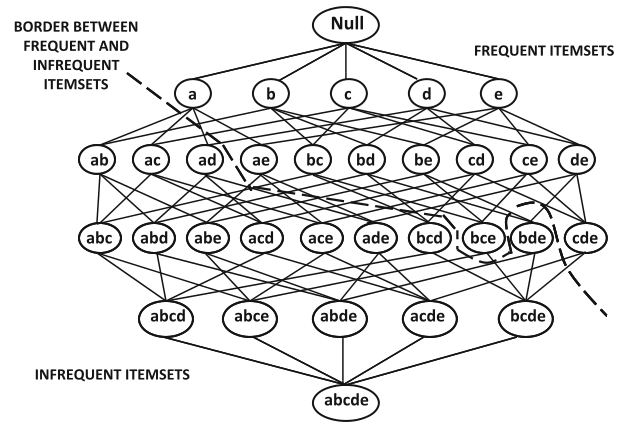 Null
BORDER BETWEEN
FREQUENT AND
INFREQUENT
ITEMSETS
FREQUENT ITEMSETS
a b c d e
ab ac ad ae bc bd be cd ce de
abc abd abe acd ace ade bcd bce bde cde
abcd abce abde acde bcde
INFREQUENT ITEMSETS
abcde